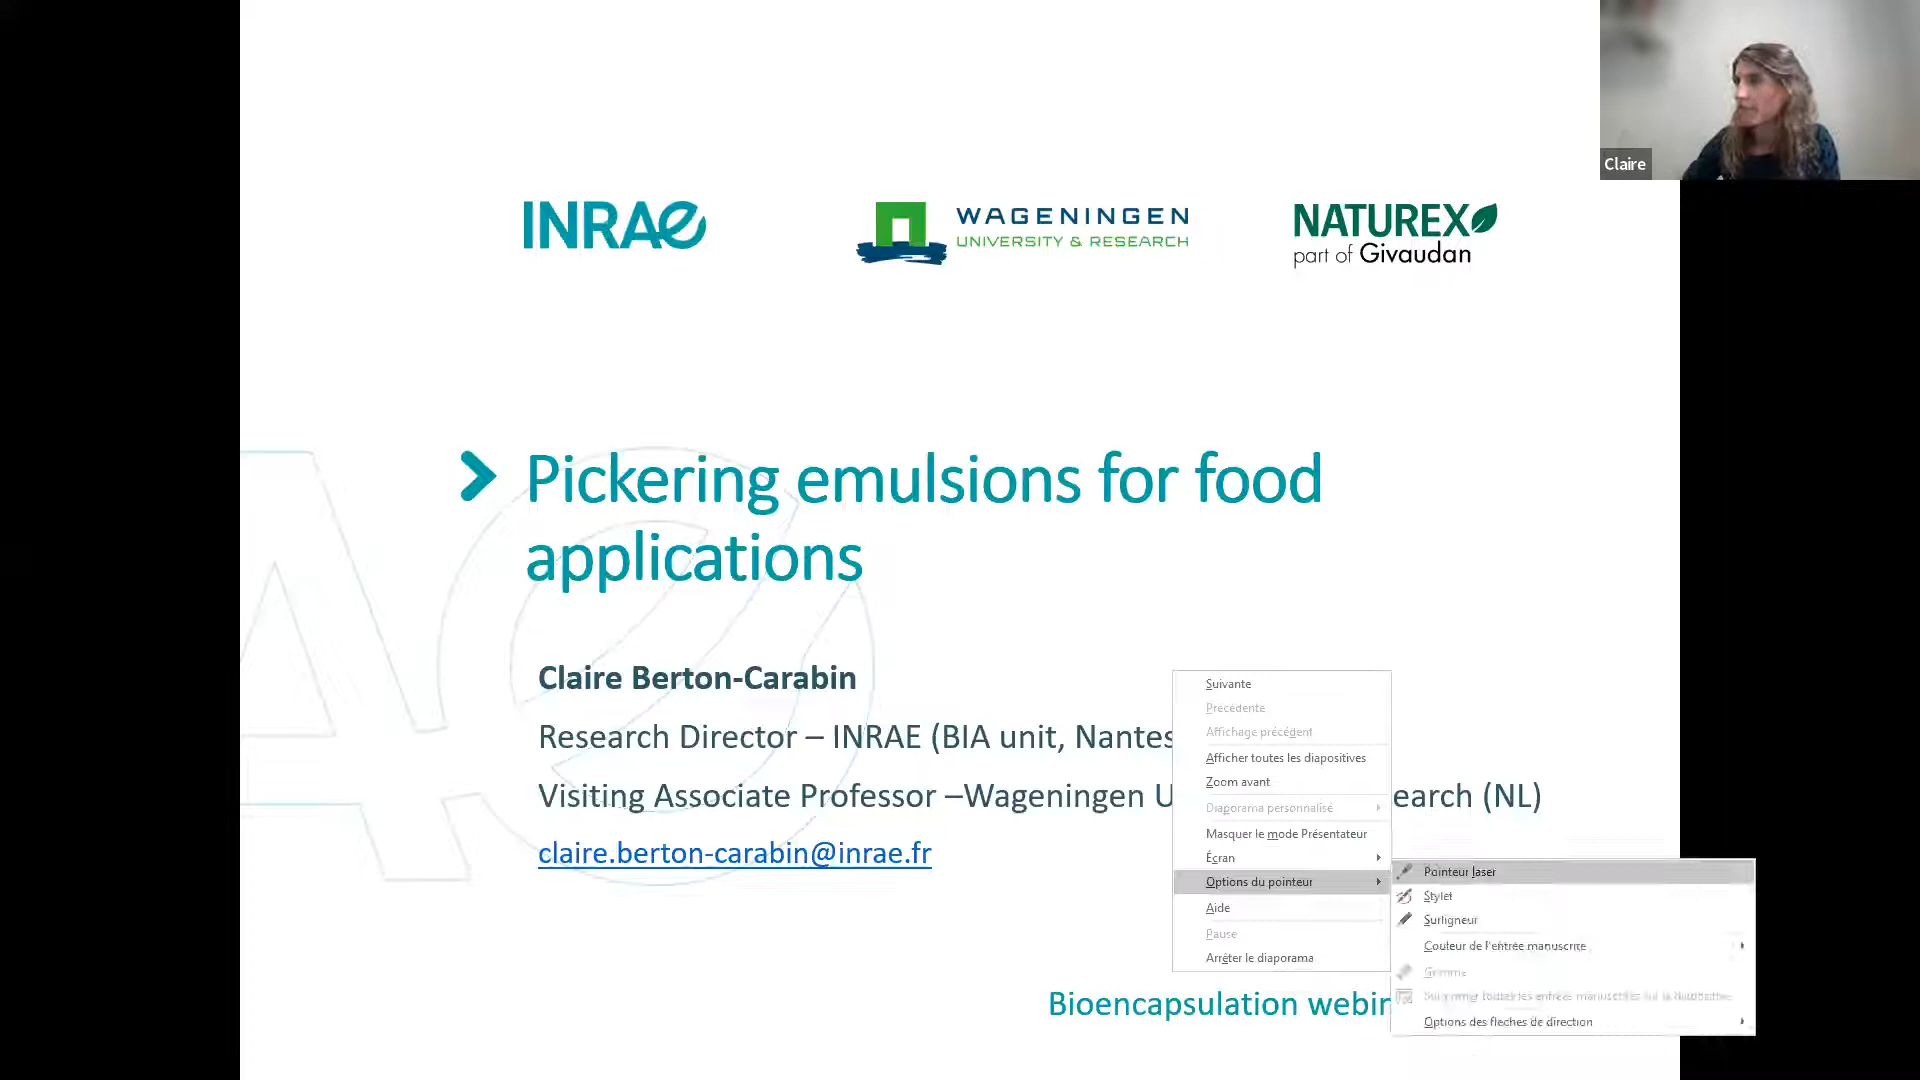 Claire
INRAE
WAGENINGEN
UNIVERSITY & RESEARCH
NATUREX
part of Givaudan
Pickering emulsions for food
applications
Claire Berton-Carabin
Research Director – INRAE (BIA unit, Nantes
Visiting Associate Professor –Wageningen U earch (NL)
claire.berton-carabin@inrae.fr
Bioencapsulation webin
Suivante
Précédente
Affichage précédent
Afficher toutes les diapositives
Zoom avant
Diaporama personnalisé
Masquer le mode Présentateur
Écran
Options du pointeur
Aide
Pause
Arrêter le diaporama
Pointeur laser
Stylet
Surligneur
Couleur de l'entrée manuscrite
Gomme
Options des flèches de direction